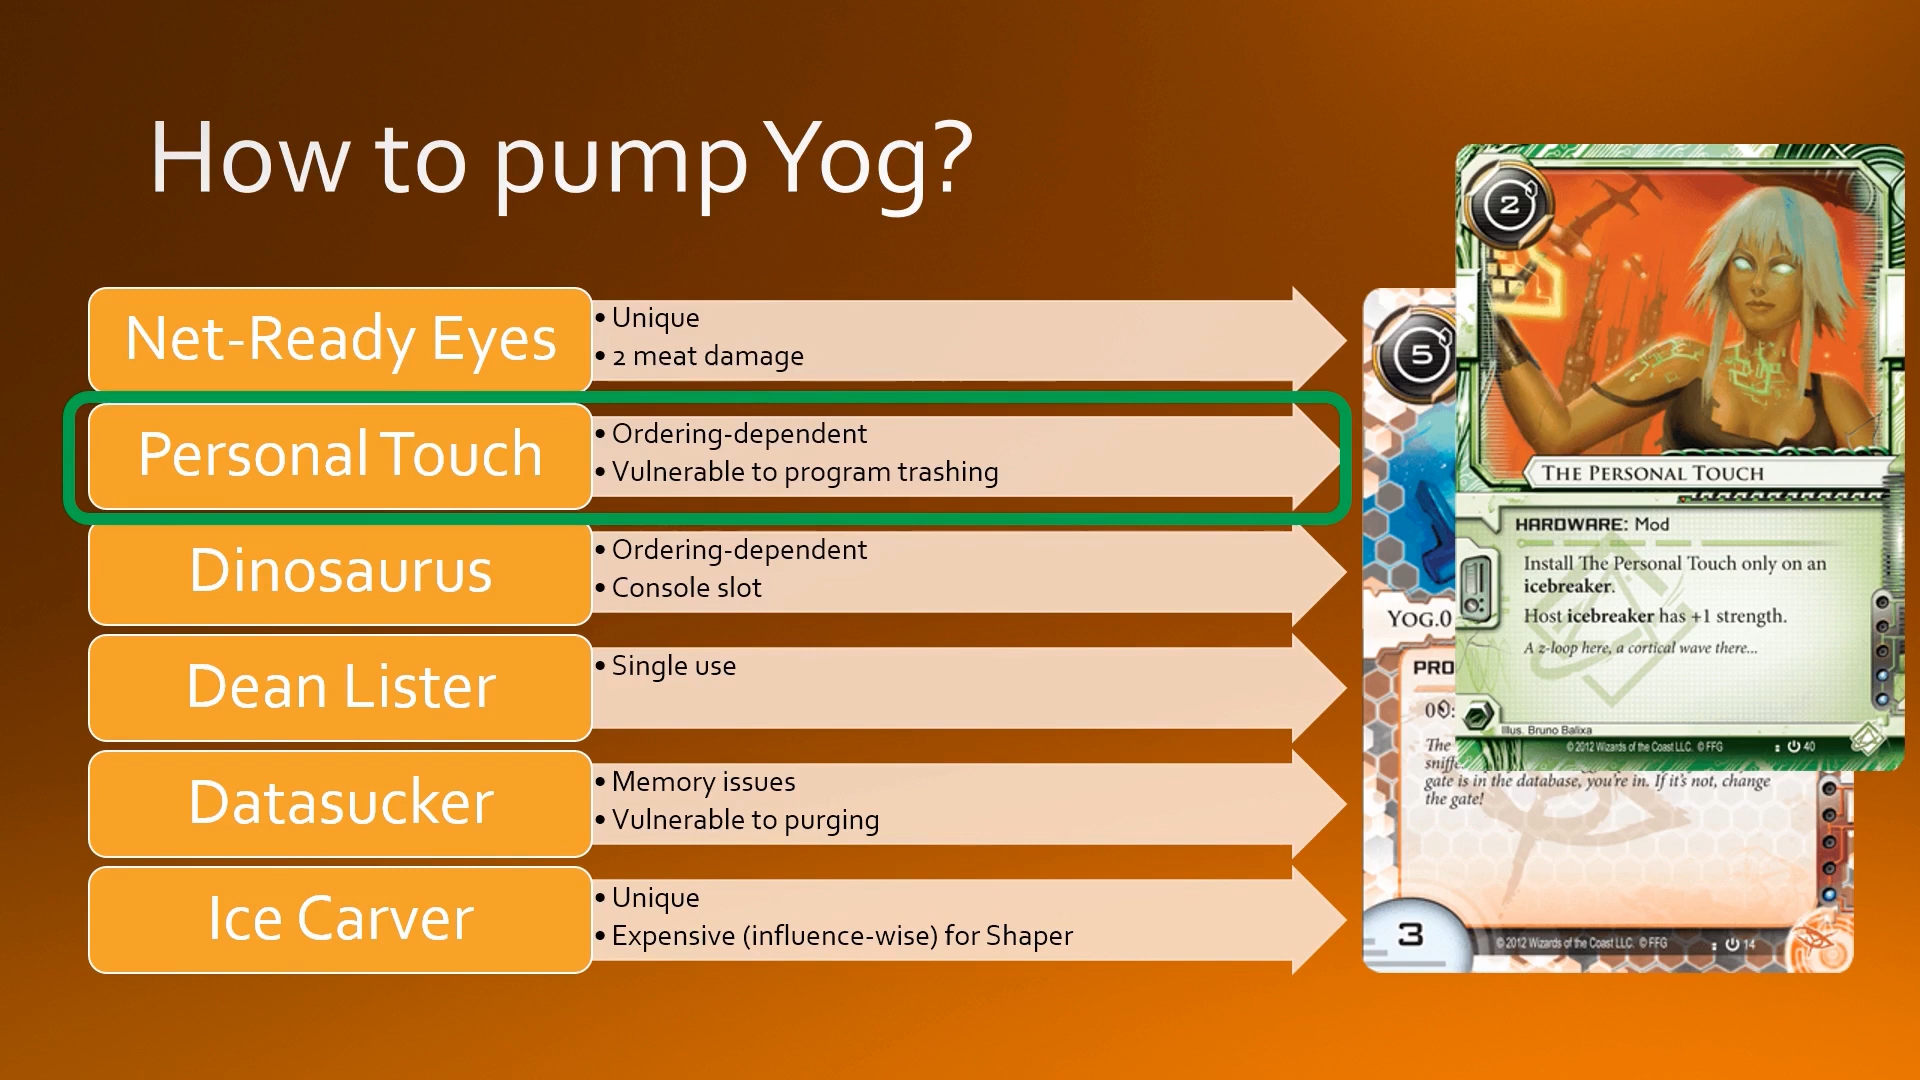 How to pump Yog?
Net-Ready Eyes
• Unique
• 2 meat damage
Personal Touch
• Ordering-dependent
• Vulnerable to program trashing
Dinosaurus
• Ordering-dependent
• Console slot
Dean Lister
• Single use
Datasucker
• Memory issues
• Vulnerable to purging
Ice Carver
• Unique
• Expensive (influence-wise) for Shaper
2
THE PERSONAL TOUCH
HARDWARE: Mod
Install The Personal Touch only on an
icebreaker.
Host icebreaker has +1 strength.
A z-loop here, a cortical wave there...
Illus. Bruno Balixa
© 2012 Wizards of the Coast LLC. © FFG
40
5
YOG.0
PRO
The
sniffe
gate is in the database, you're in. If it's not, change
the gate!
3
© 2012 Wizards of the Coast LLC. © FFG
14